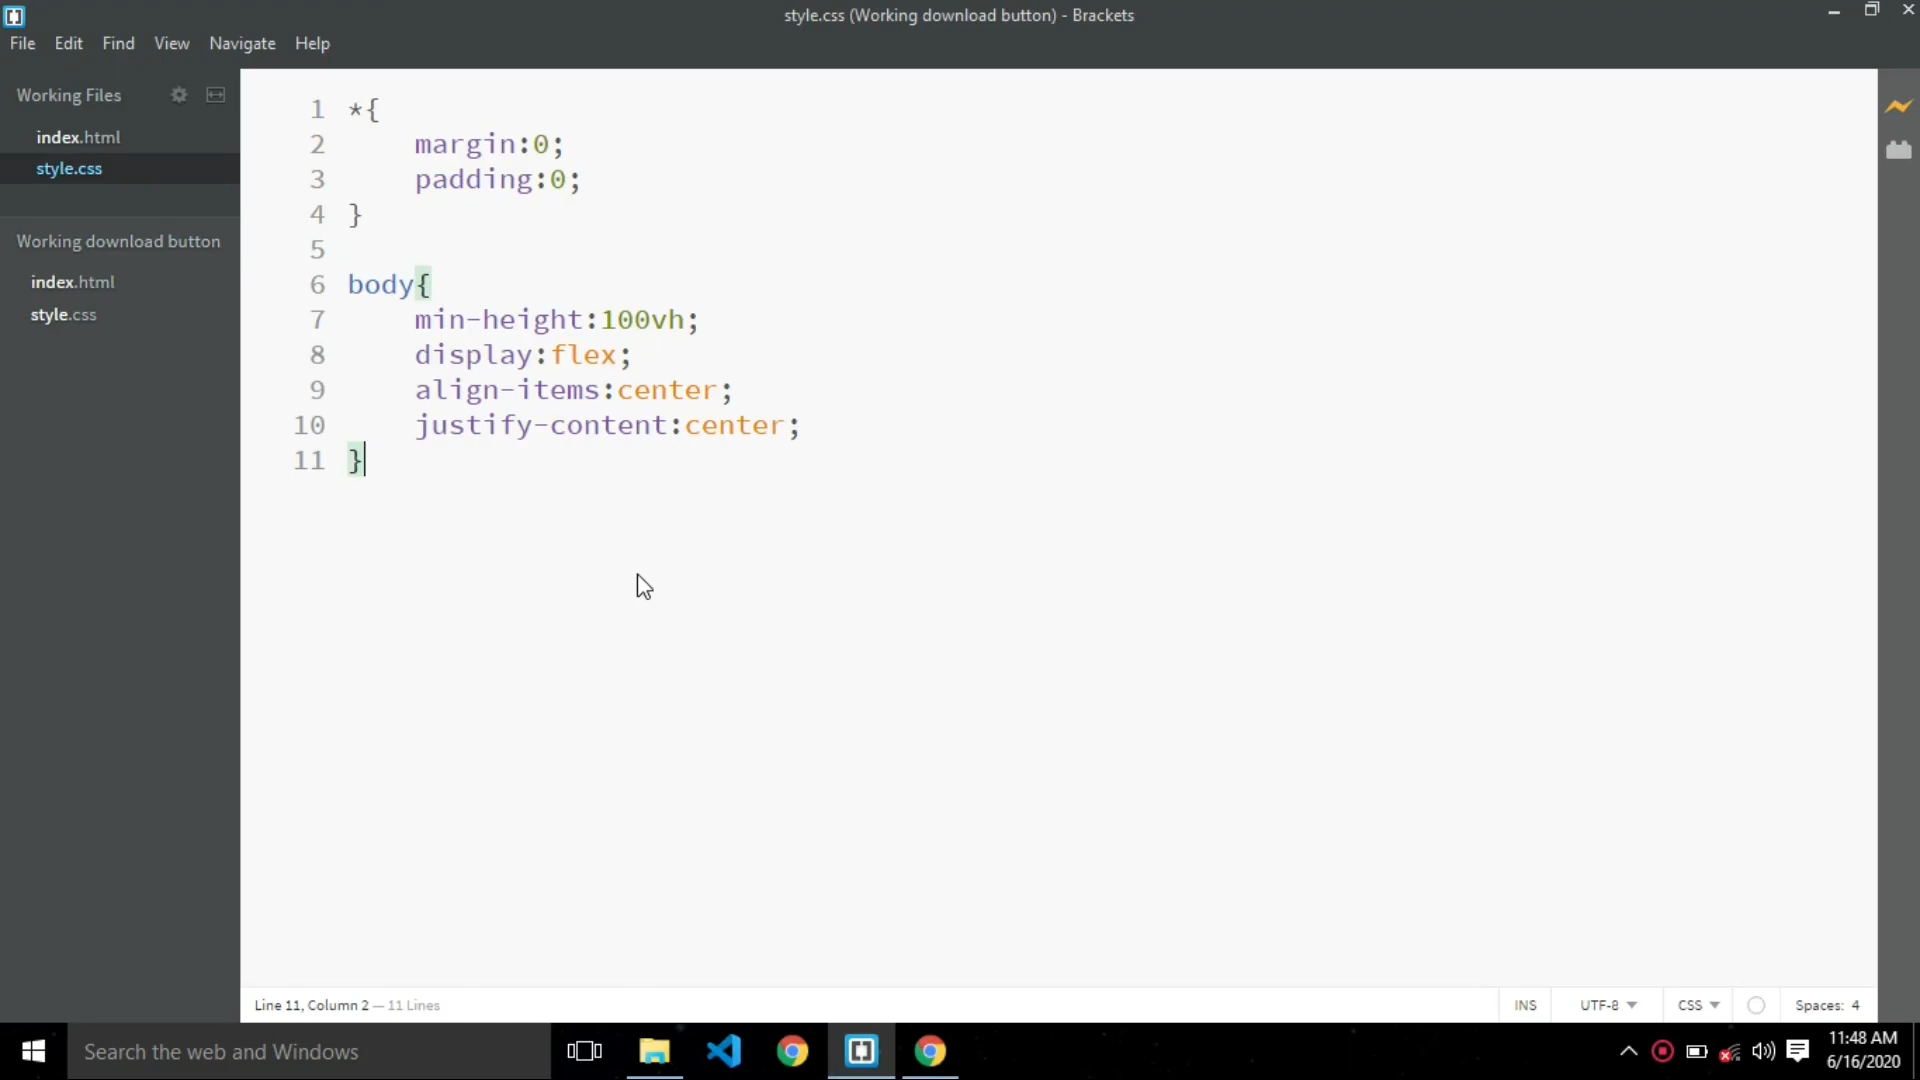 style.css (Working download button) - Brackets
File Edit Find View Navigate Help
Working Files
index.html
style.css
Working download button
index.html
style.css
1 *{
2 margin:0;
3 padding:0;
4 }
5
6 body{
7 min-height:100vh;
8 display:flex;
9 align-items:center;
10 justify-content:center;
11 }
Line 11, Column 2 — 11 Lines
INS UTF-8 CSS Spaces: 4
Search the web and Windows
11:48 AM
6/16/2020